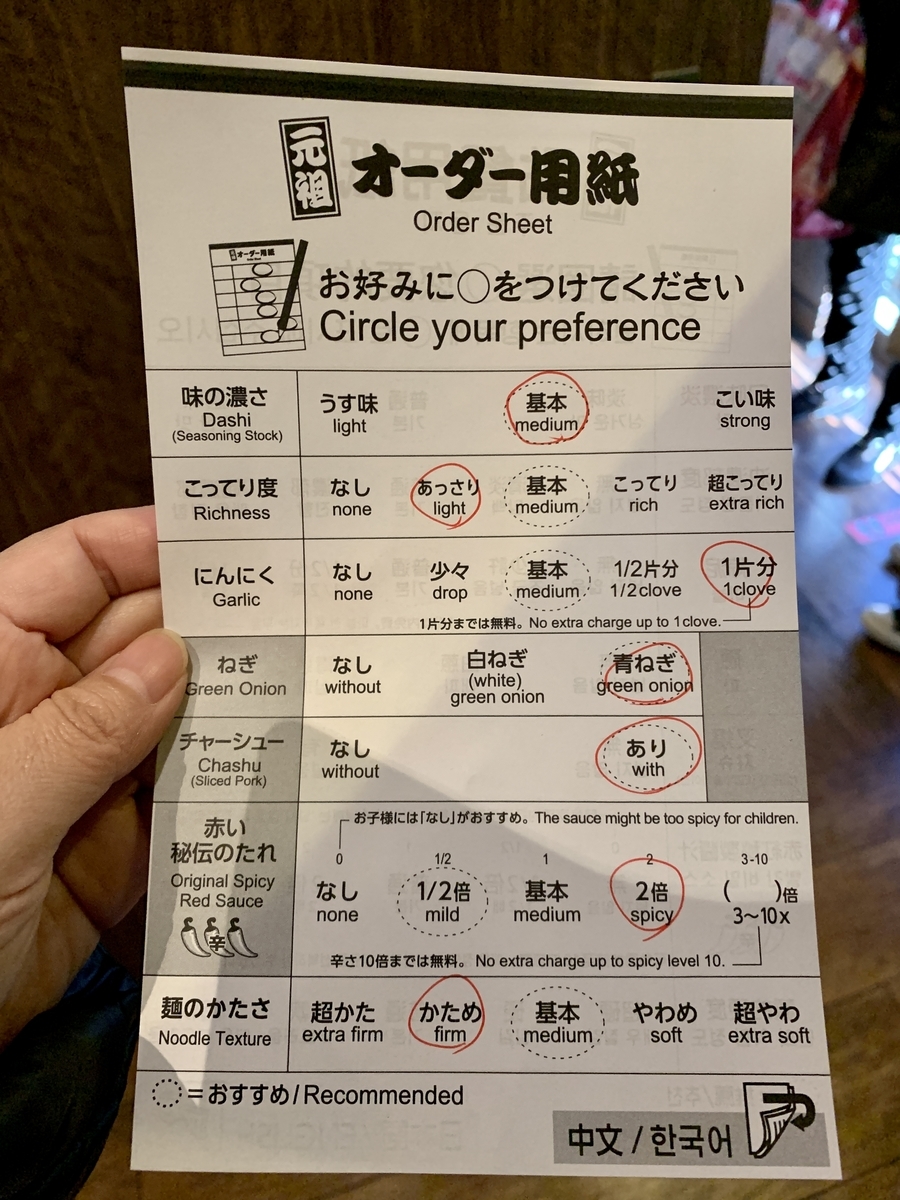 元祖 オーダー用紙
Order Sheet
オーダー用紙
お好みに○をつけてください
Circle your preference
味の濃さ
Dashi
(Seasoning Stock)
うす味 基本 こい味
light medium strong
こってり度
Richness
なし あっさり 基本 こってり 超こってり
none light medium rich extra rich
にんにく
Garlic
なし 少々 基本 1/2片分 1片分
none drop medium 1/2clove 1clove
1片分までは無料。No extra charge up to 1clove.
ねぎ
Green Onion
なし 白ねぎ 青ねぎ
without (white) green onion
green onion
チャーシュー
Chashu
(Sliced Pork)
なし あり
without with
赤い
秘伝のたれ
Original Spicy
Red Sauce
辛
お子様には「なし」がおすすめ。The sauce might be too spicy for children.
0 1/2 1 2 3-10
なし 1/2倍 基本 2倍 ( )倍
none mild medium spicy 3~10x
辛さ10倍までは無料。No extra charge up to spicy level 10.
麺のかたさ
Noodle Texture
超かた かため 基本 やわめ 超やわ
extra firm firm medium soft extra soft
=おすすめ/Recommended
中文 / 한국어